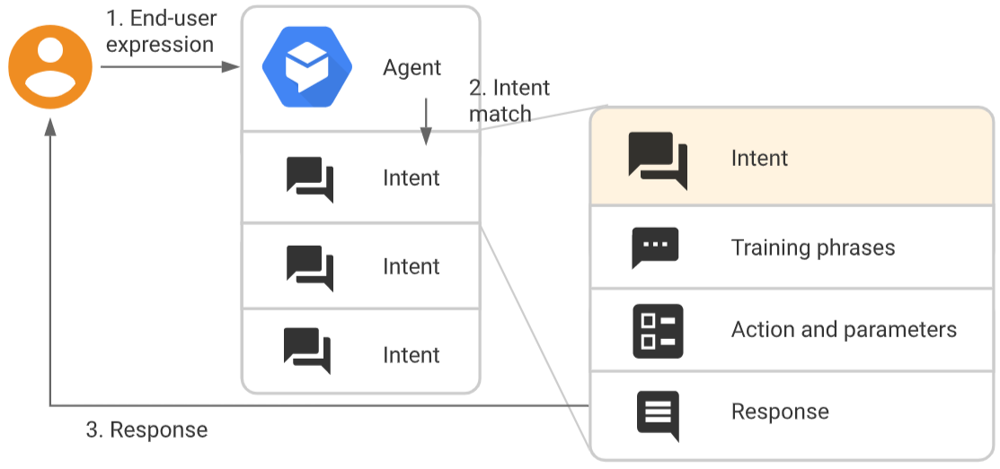 1. End-user
expression
Agent
2. Intent
match
Intent
Intent
Intent
Intent
Training phrases
Action and parameters
Response
3. Response